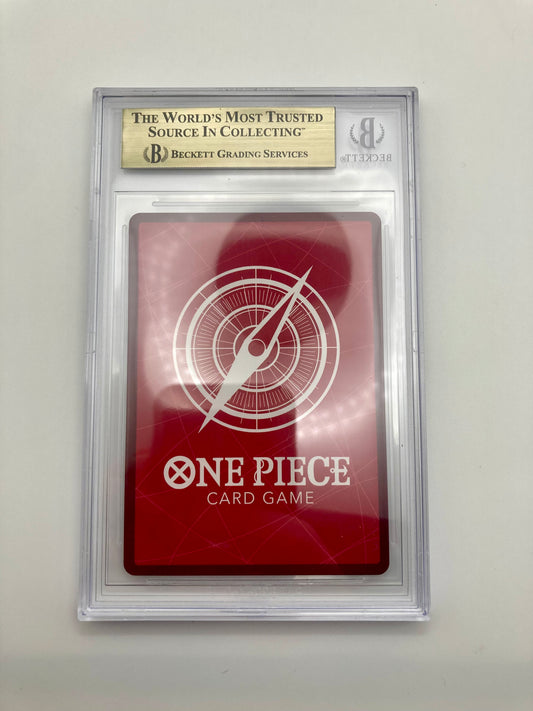 THE WORLD'S MOST TRUSTED
SOURCE IN COLLECTING™
B BECKETT GRADING SERVICES
B
BECKETT®
ONE PIECE
CARD GAME